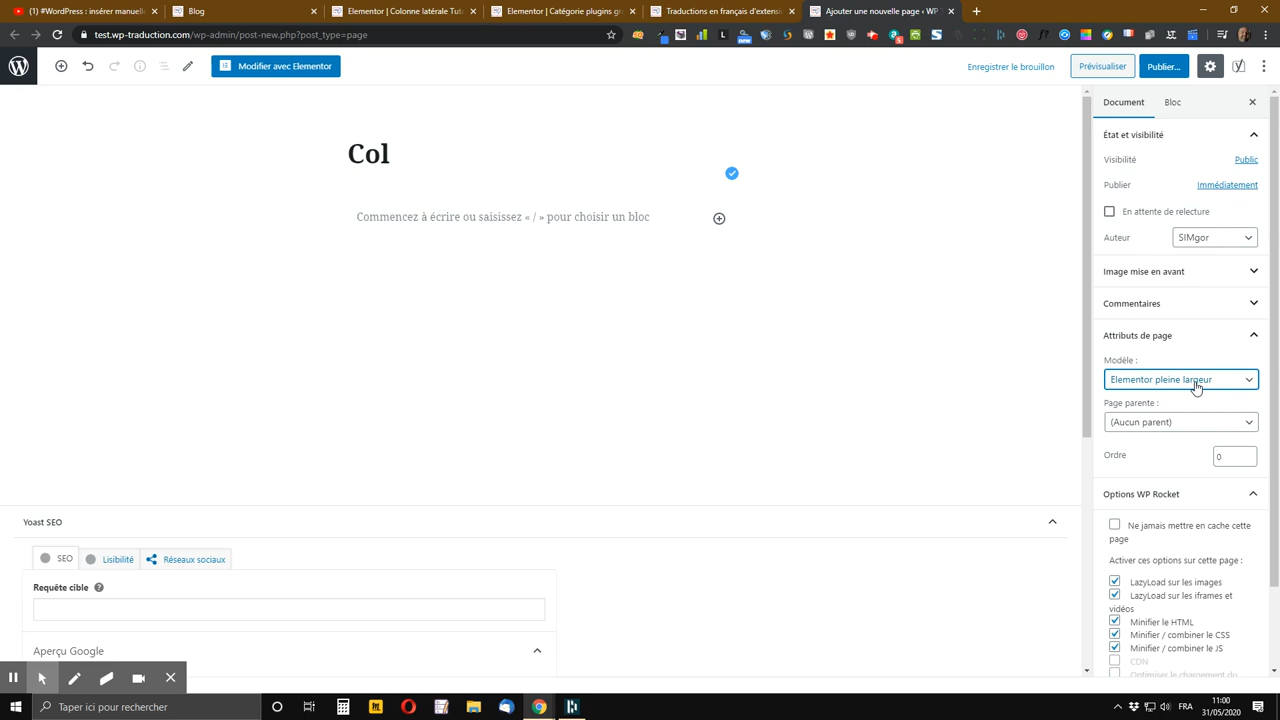 (1) #WordPress : insérer manuelle
Blog
Elementor | Colonne latérale Tut
Elementor | Catégorie plugins gr
Traductions en français d'extens
Ajouter une nouvelle page ‹ WP
test.wp-traduction.com/wp-admin/post-new.php?post_type=page
Modifier avec Elementor
Enregistrer le brouillon
Prévisualiser
Publier...
Document
Bloc
Col
Commencez à écrire ou saisissez « / » pour choisir un bloc
État et visibilité
Visibilité
Public
Publier
Immédiatement
En attente de relecture
Auteur
SIMgor
Image mise en avant
Commentaires
Attributs de page
Modèle :
Elementor pleine largeur
Page parente :
(Aucun parent)
Ordre
0
Options WP Rocket
Ne jamais mettre en cache cette
page
Activer ces options sur cette page :
LazyLoad sur les images
LazyLoad sur les iframes et
vidéos
Minifier le HTML
Minifier / combiner le CSS
Minifier / combiner le JS
CDN
Optimiser le chargement du
Yoast SEO
SEO
Lisibilité
Réseaux sociaux
Requête cible
Aperçu Google
Taper ici pour rechercher
FRA
11:00
31/05/2020